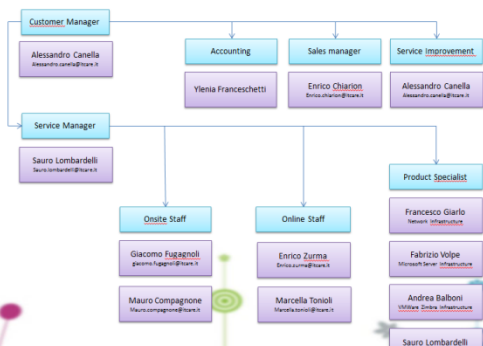 Customer Manager
Alessandro Canella
Alessandro.canella@itcare.it
Accounting
Ylenia Franceschetti
Sales manager
Enrico Chiarion
Enrico.chiarion@itcare.it
Service Improvement
Alessandro Canella
Alessandro.canella@itcare.it
Service Manager
Sauro Lombardelli
Sauro.lombardelli@itcare.it
Onsite Staff
Giacomo Fugagnoli
giacomo.fugagnoli@itcare.it
Mauro Compagnone
Mauro.compagnone@itcare.it
Online Staff
Enrico Zurma
Enrico.zurma@itcare.it
Marcella Tonioli
Marcella.tonioli@itcare.it
Product Specialist
Francesco Giarlo
Network Infrastructure
Fabrizio Volpe
Microsoft Server Infrastructure
Andrea Balboni
VMWare Zimbra Infrastructure
Sauro Lombardelli